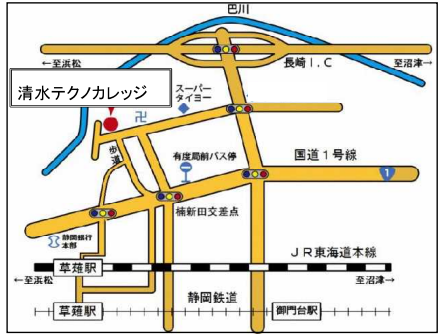 巴川
←至浜松
長崎I.C
至沼津→
清水テクノカレッジ
スーパー
タイヨー
卍
歩道
有度局前バス停
国道1号線
1
静岡銀行
本部
楠新田交差点
JR東海道本線
←至浜松
草薙駅
至沼津→
静岡鉄道
草薙駅
御門台駅